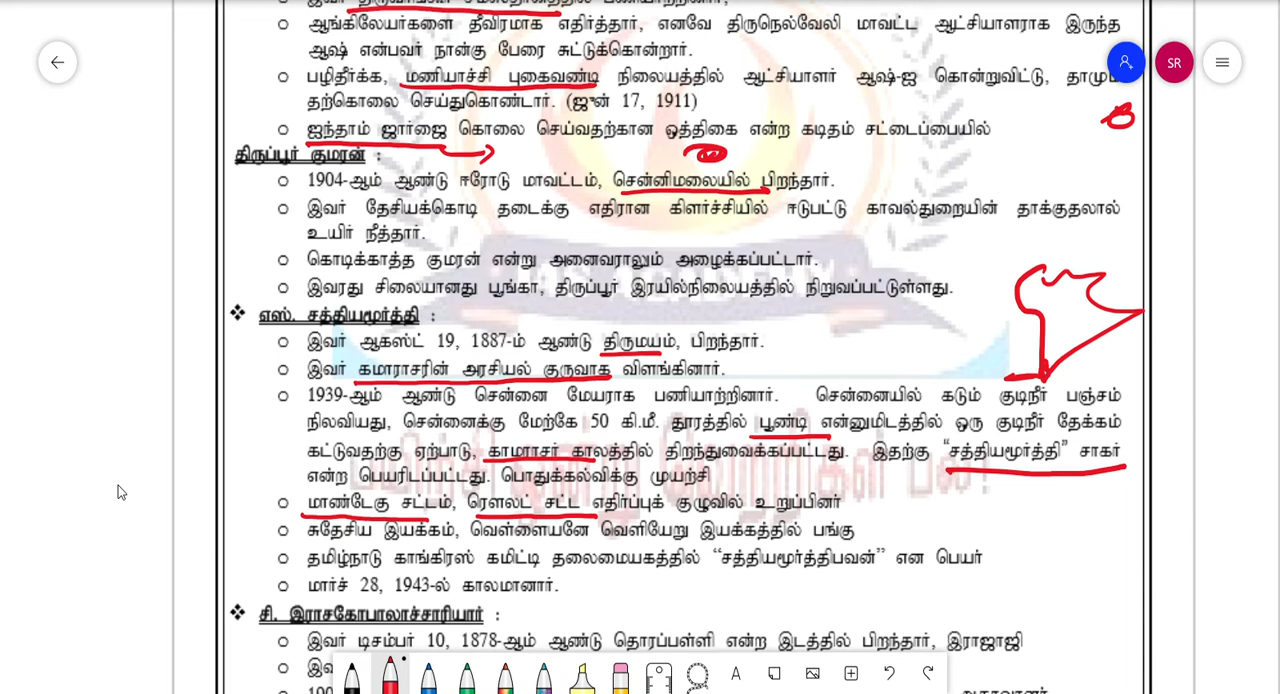 இவர் திருவாங்கூர் சமஸ்தானத்தில் பணியாற்றினார்,
ஆங்கிலேயர்களை தீவிரமாக எதிர்த்தார், எனவே திருநெல்வேலி மாவட்ட ஆட்சியாளராக இருந்த
ஆஷ் என்பவர் நான்கு பேரை சுட்டுக்கொன்றார்.
பழிதீர்க்க, மணியாச்சி புகைவண்டி நிலையத்தில் ஆட்சியாளர் ஆஷ்-ஐ கொன்றுவிட்டு, தாமும்
தற்கொலை செய்துகொண்டார். (ஜுன் 17, 1911)
SR
ஐந்தாம் ஜார்ஜை கொலை செய்வதற்கான ஒத்திகை என்ற கடிதம் சட்டைப்பையில்
திருப்பூர் குமரன் :
1904-ஆம் ஆண்டு ஈரோடு மாவட்டம், சென்னிமலையில் பிறந்தார்.
இவர் தேசியக்கொடி தடைக்கு எதிரான கிளர்ச்சியில் ஈடுபட்டு காவல்துறையின் தாக்குதலால்
உயிர் நீத்தார்.
கொடிக்காத்த குமரன் என்று அனைவராலும் அழைக்கப்பட்டார்.
இவரது சிலையானது பூங்கா, திருப்பூர் இரயில்நிலையத்தில் நிறுவப்பட்டுள்ளது.
❖ எஸ். சத்தியமூர்த்தி :
இவர் ஆகஸ்ட் 19, 1887-ம் ஆண்டு திருமயம், பிறந்தார்.
இவர் கமாராசரின் அரசியல் குருவாக விளங்கினார்.
1939-ஆம் ஆண்டு சென்னை மேயராக பணியாற்றினார். சென்னையில் கடும் குடிநீர் பஞ்சம்
நிலவியது, சென்னைக்கு மேற்கே 50 கி.மீ. தூரத்தில் பூண்டி என்னுமிடத்தில் ஒரு குடிநீர் தேக்கம்
கட்டுவதற்கு ஏற்பாடு, காமராசர் காலத்தில் திறந்துவைக்கப்பட்டது. இதற்கு “சத்தியமூர்த்தி” சாகர்
என்ற பெயரிடப்பட்டது. பொதுக்கல்விக்கு முயற்சி
மாண்டேகு சட்டம், ரௌலட் சட்ட எதிர்ப்புக் குழுவில் உறுப்பினர்
சுதேசிய இயக்கம், வெள்ளையனே வெளியேறு இயக்கத்தில் பங்கு
தமிழ்நாடு காங்கிரஸ் கமிட்டி தலைமையகத்தில் “சத்தியமூர்த்திபவன்” என பெயர்
மார்ச் 28, 1943-ல் காலமானார்.
❖ சி. இராசகோபாலாச்சாரியார் :
இவர் டிசம்பர் 10, 1878-ஆம் ஆண்டு தொரப்பள்ளி என்ற இடத்தில் பிறந்தார், இராஜாஜி